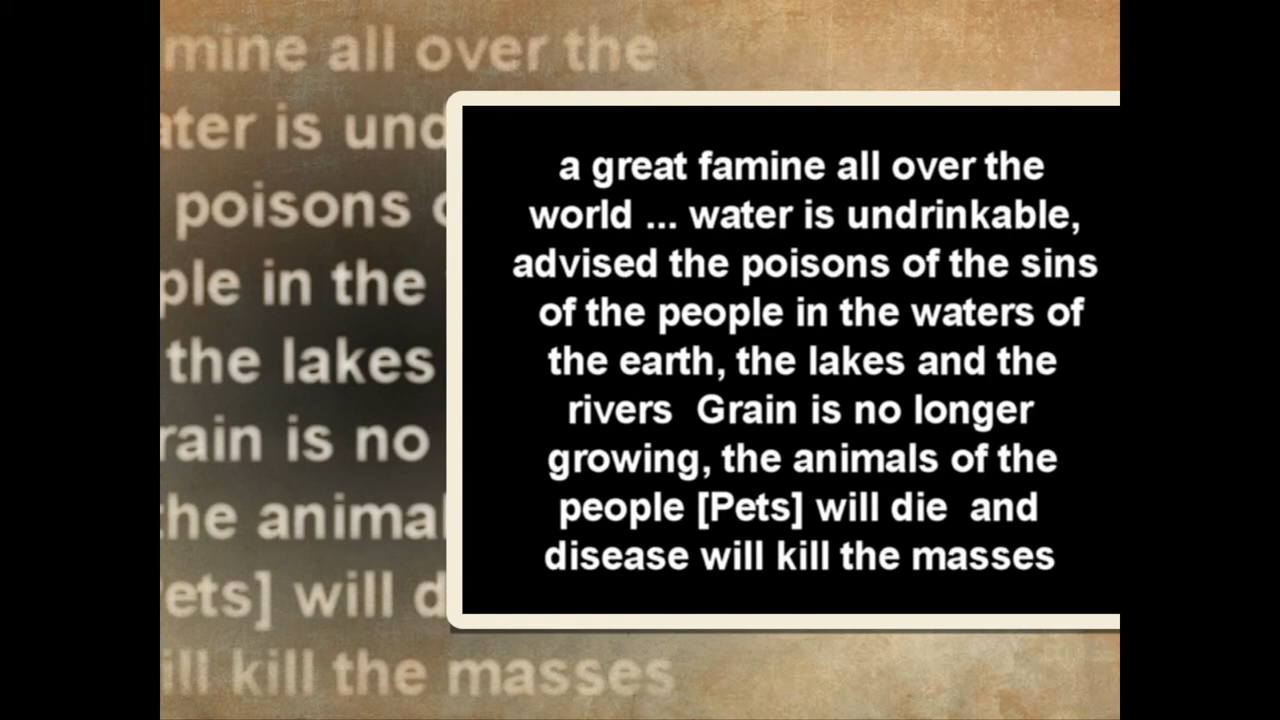 mine all over the
ater is und
poisons
ple in the
the lakes
rain is no
the animal
ets] will d
ill kill the masses
a great famine all over the
world ... water is undrinkable,
advised the poisons of the sins
of the people in the waters of
the earth, the lakes and the
rivers Grain is no longer
growing, the animals of the
people [Pets] will die and
disease will kill the masses